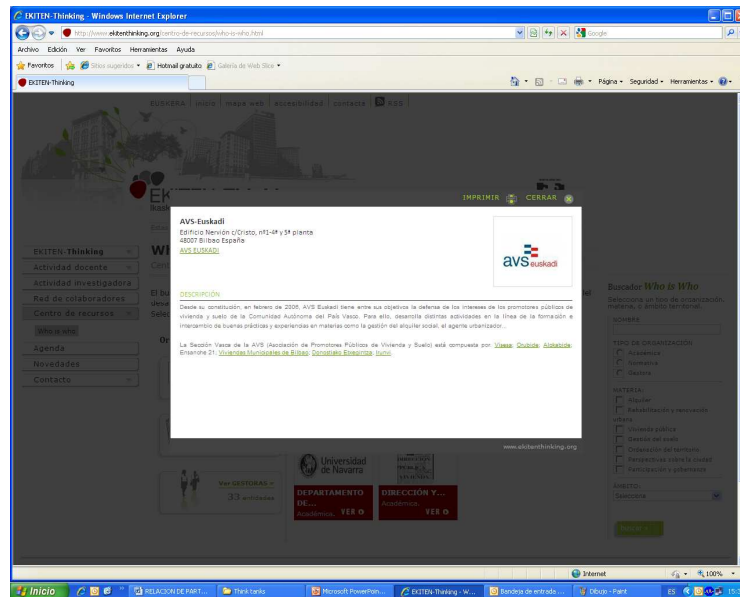 EKITEN-Thinking - Windows Internet Explorer
http://www.ekitenthinking.org/centro-de-recursos/who-is-who.html
Google
Archivo Edición Ver Favoritos Herramientas Ayuda
Favoritos Sitios sugeridos Hotmail gratuito Galería de Web Slice
EKITEN-Thinking
Página Seguridad Herramientas
EUSKERA inicio mapa web accesibilidad contacta RSS
IMPRIMIR CERRAR
AVS-Euskadi
Edificio Nervión c/Cristo, nº1-4ª y 5ª planta
48007 Bilbao España
AVS EUSKADI
avs euskadi
DESCRIPCIÓN
Desde su constitución, en febrero de 2006, AVS Euskadi tiene entre sus objetivos la defensa de los intereses de los promotores públicos de
vivienda y suelo de la Comunidad Autónoma del País Vasco. Para ello, desarrolla distintas actividades en la línea de la formación e
intercambio de buenas prácticas y experiencias en materias como la gestión del alquiler social, el agente urbanizador...
La Sección Vasca de la AVS (Asociación de Promotores Públicos de Vivienda y Suelo) está compuesta por Visesa; Orubide; Alokabide;
Ensanche 21; Viviendas Municipales de Bilbao; Donostiako Etxegintza; Irunvi.
www.ekitenthinking.org
EKITEN-Thinking
Actividad docente
Actividad investigadora
Red de colaboradores
Centro de recursos
Who is who
Agenda
Novedades
Contacto
Ver GESTORAS
33 entidades
Universidad
de Navarra
DEPARTAMENTO
DE...
Académica. VER
DIRECCIÓN Y...
Académica.
VER
Buscador Who is Who
Selecciona un tipo de organización,
materia, o ámbito territorial.
NOMBRE:
TIPO DE ORGANIZACIÓN
Académica
Normativa
Gestora
MATERIA:
Alquiler
Rehabilitación y renovación
urbana
Vivienda pública
Gestión del suelo
Ordenación del territorio
Perspectivas sobre la ciudad
Participación y gobernanza
ÁMBITO:
Selecciona
Internet 100%
Inicio RELACION DE PART... Think tanks Microsoft PowerPoin... EKITEN-Thinking - W... Bandeja de entrada ... Dibujo - Paint ES